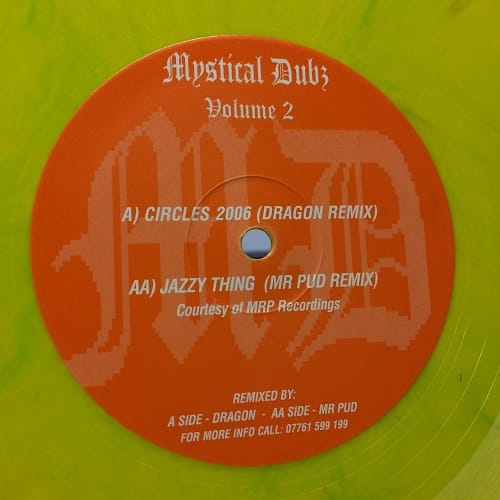 Mystical Dubz
Volume 2
A) CIRCLES 2006 (DRAGON REMIX)
AA) JAZZY THING (MR PUD REMIX)
Courtesy of MRP Recordings
REMIXED BY:
A SIDE - DRAGON - AA SIDE - MR PUD
FOR MORE INFO CALL: 07761 599 199
MD